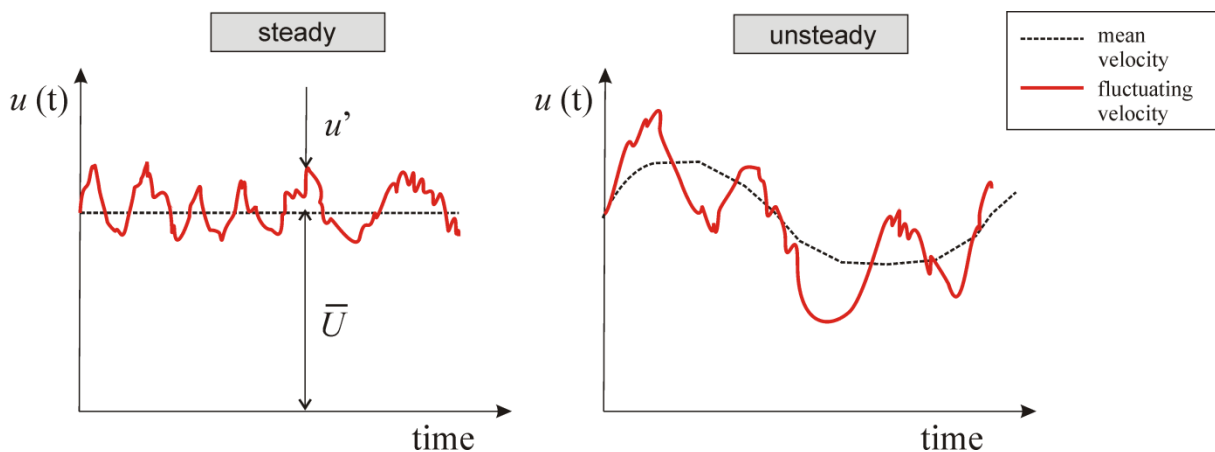 steady
unsteady
mean
velocity
fluctuating
velocity
u (t)
u’
U̅
time
u (t)
time